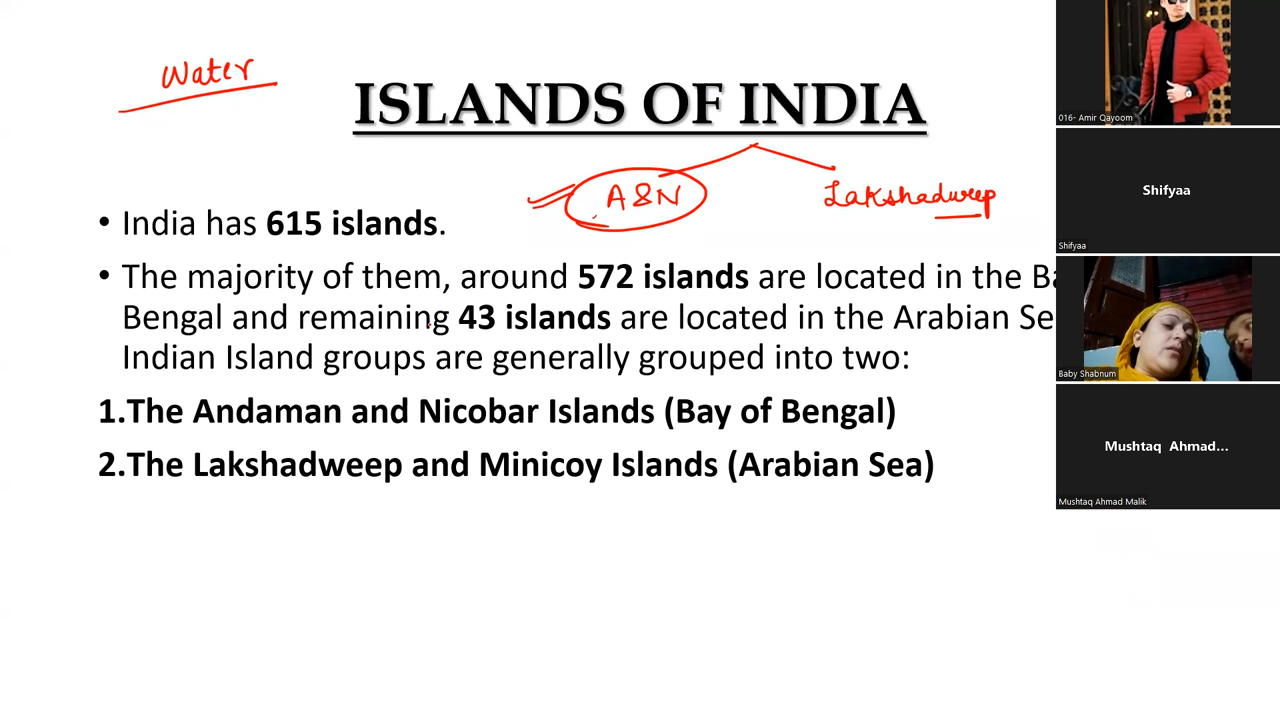 Water
ISLANDS OF INDIA
A&N
Lakshadweep
• India has 615 islands.
• The majority of them, around 572 islands are located in the
Bengal and remaining 43 islands are located in the Arabian
Indian Island groups are generally grouped into two:
1.The Andaman and Nicobar Islands (Bay of Bengal)
2.The Lakshadweep and Minicoy Islands (Arabian Sea)
016- Amir Qayoom
Shifyaa
Shifyaa
Baby Shabnum
Mushtaq Ahmad...
Mushtaq Ahmad Malik